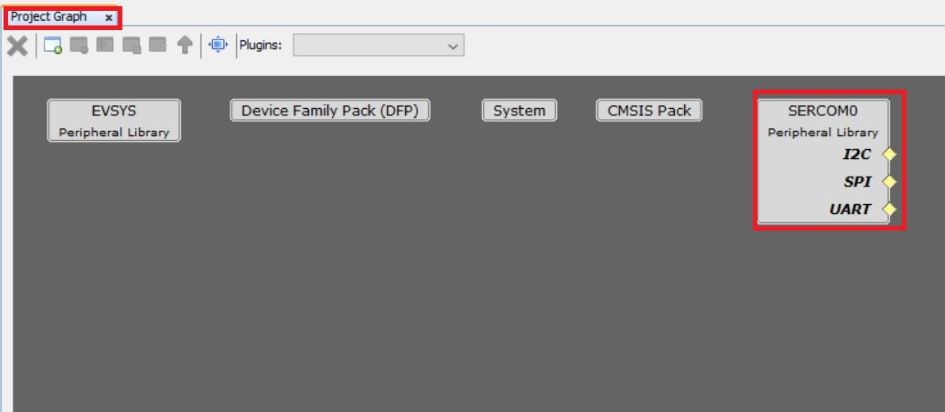 Project Graph x
Plugins:
EVSYS
Peripheral Library
Device Family Pack (DFP)
System
CMSIS Pack
SERCOM0
Peripheral Library
I2C
SPI
UART